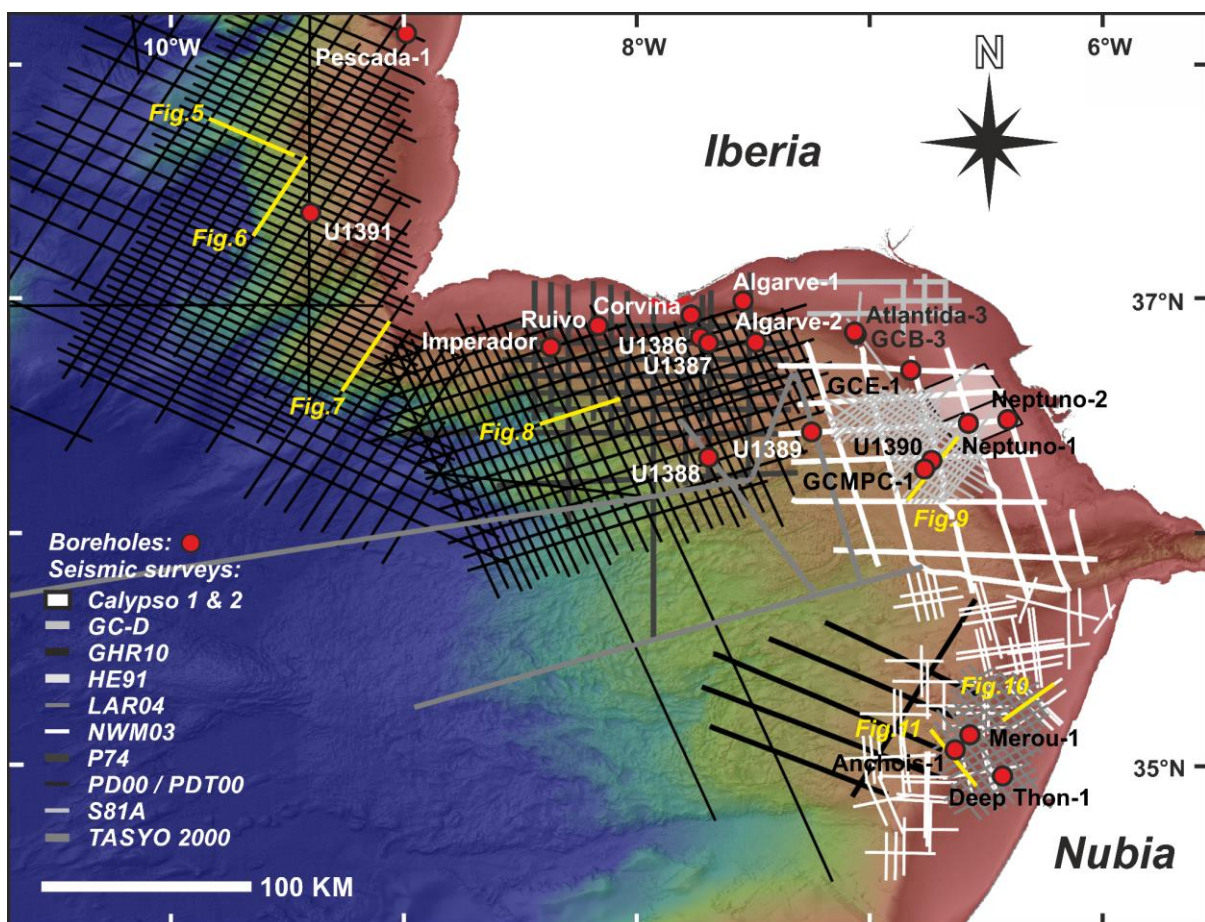 10°W
8°W
6°W
N
Pescada-1
Fig.5
Iberia
U1391
Fig.6
37°N
Algarve-1
Corvina
Ruivo
Atlantida-3
Algarve-2
Imperador
U1386
GCB-3
U1387
GCE-1
Fig.7
Neptuno-2
Fig.8
U1389
U1390
Neptuno-1
U1388
GCMPC-1
Fig.9
Boreholes:
Seismic surveys:
Calypso 1 & 2
GC-D
GHR10
HE91
LAR04
NWM03
P74
PD00 / PDT00
S81A
TASYO 2000
100 KM
Fig.10
Fig.11
Merou-1
Anchois-1
35°N
Deep Thon-1
Nubia